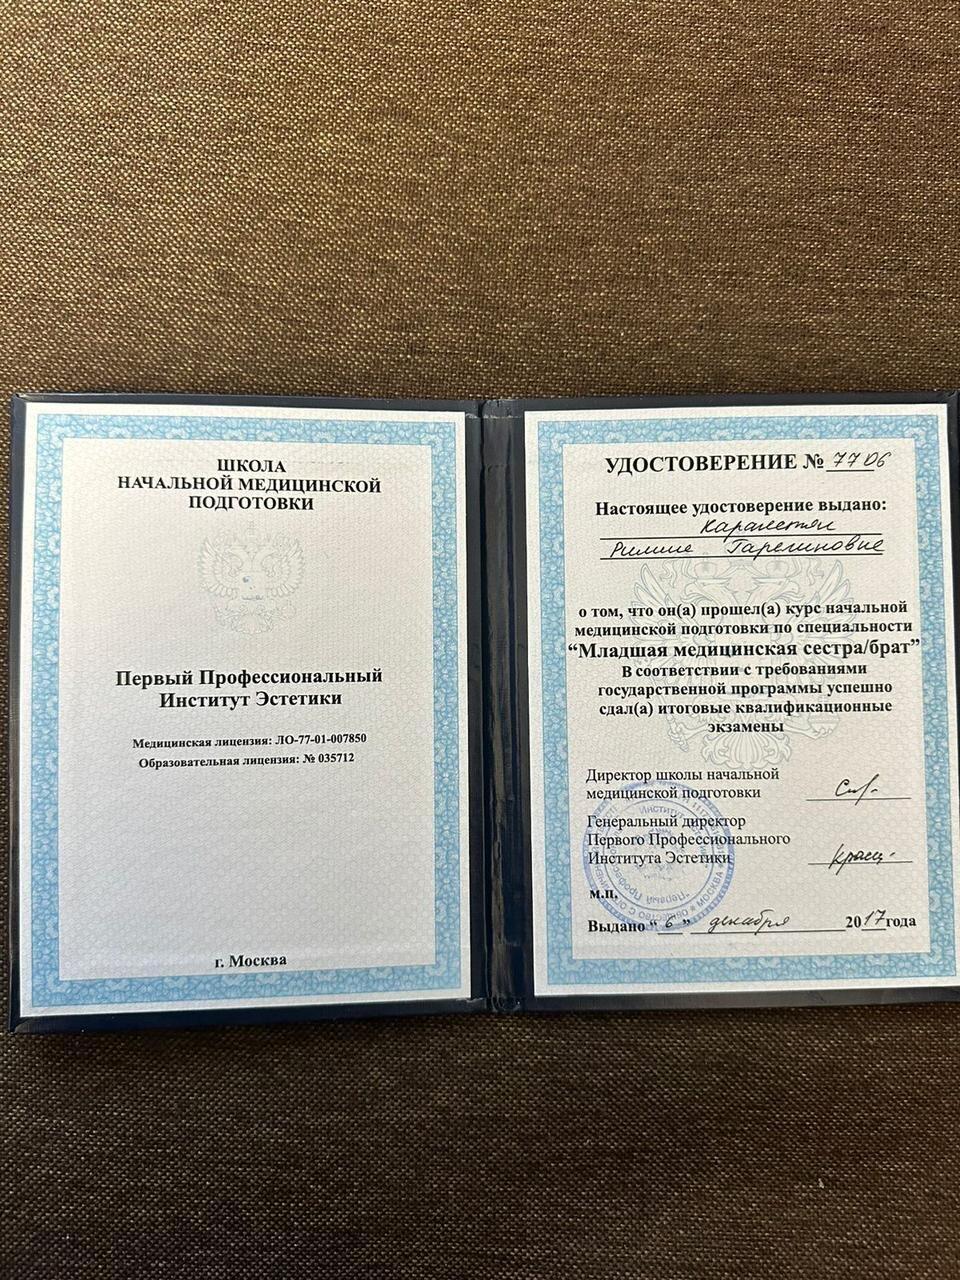 ШКОЛА
НАЧАЛЬНОЙ МЕДИЦИНСКОЙ
ПОДГОТОВКИ
Первый Профессиональный
Институт Эстетики
Медицинская лицензия: ЛО-77-01-007850
Образовательная лицензия: № 035712
г. Москва
УДОСТОВЕРЕНИЕ № 7706
Настоящее удостоверение выдано:
Карапетян
Римме Гарегиновне
о том, что он(а) прошел(а) курс начальной
медицинской подготовки по специальности
“Младшая медицинская сестра/брат”
В соответствии с требованиями
государственной программы успешно
сдал(а) итоговые квалификационные
экзамены
Директор школы начальной
медицинской подготовки
Генеральный директор
Первого Профессионального
Института Эстетики
м.п.
Выдано “ 6 ” декабря 2017 года